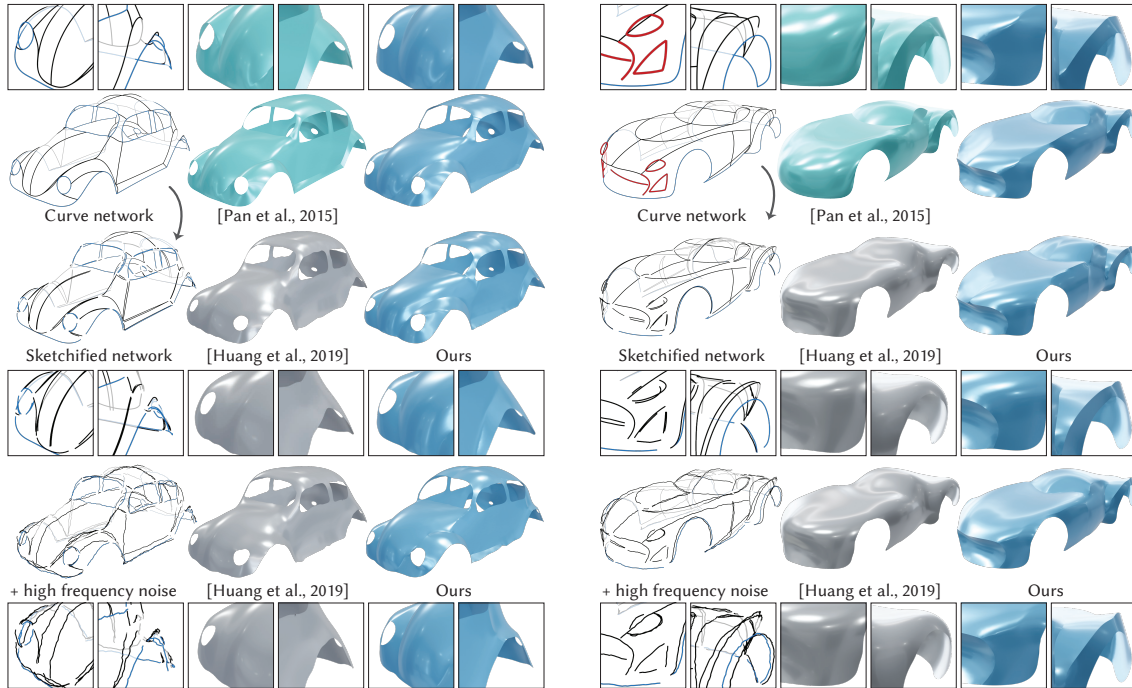 Curve network
[Pan et al., 2015]
Curve network
[Pan et al., 2015]
Sketchified network
[Huang et al., 2019]
Ours
Sketchified network
[Huang et al., 2019]
Ours
+ high frequency noise
[Huang et al., 2019]
Ours
+ high frequency noise
[Huang et al., 2019]
Ours